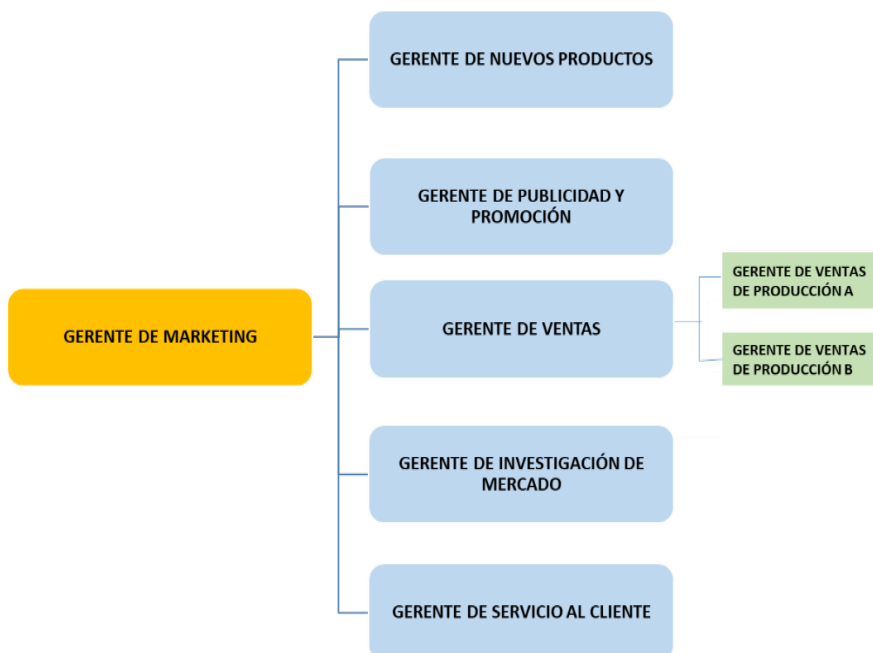 GERENTE DE NUEVOS PRODUCTOS
GERENTE DE PUBLICIDAD Y
PROMOCIÓN
GERENTE DE VENTAS
DE PRODUCCIÓN A
GERENTE DE MARKETING
GERENTE DE VENTAS
GERENTE DE VENTAS
DE PRODUCCIÓN B
GERENTE DE INVESTIGACIÓN DE
MERCADO
GERENTE DE SERVICIO AL CLIENTE